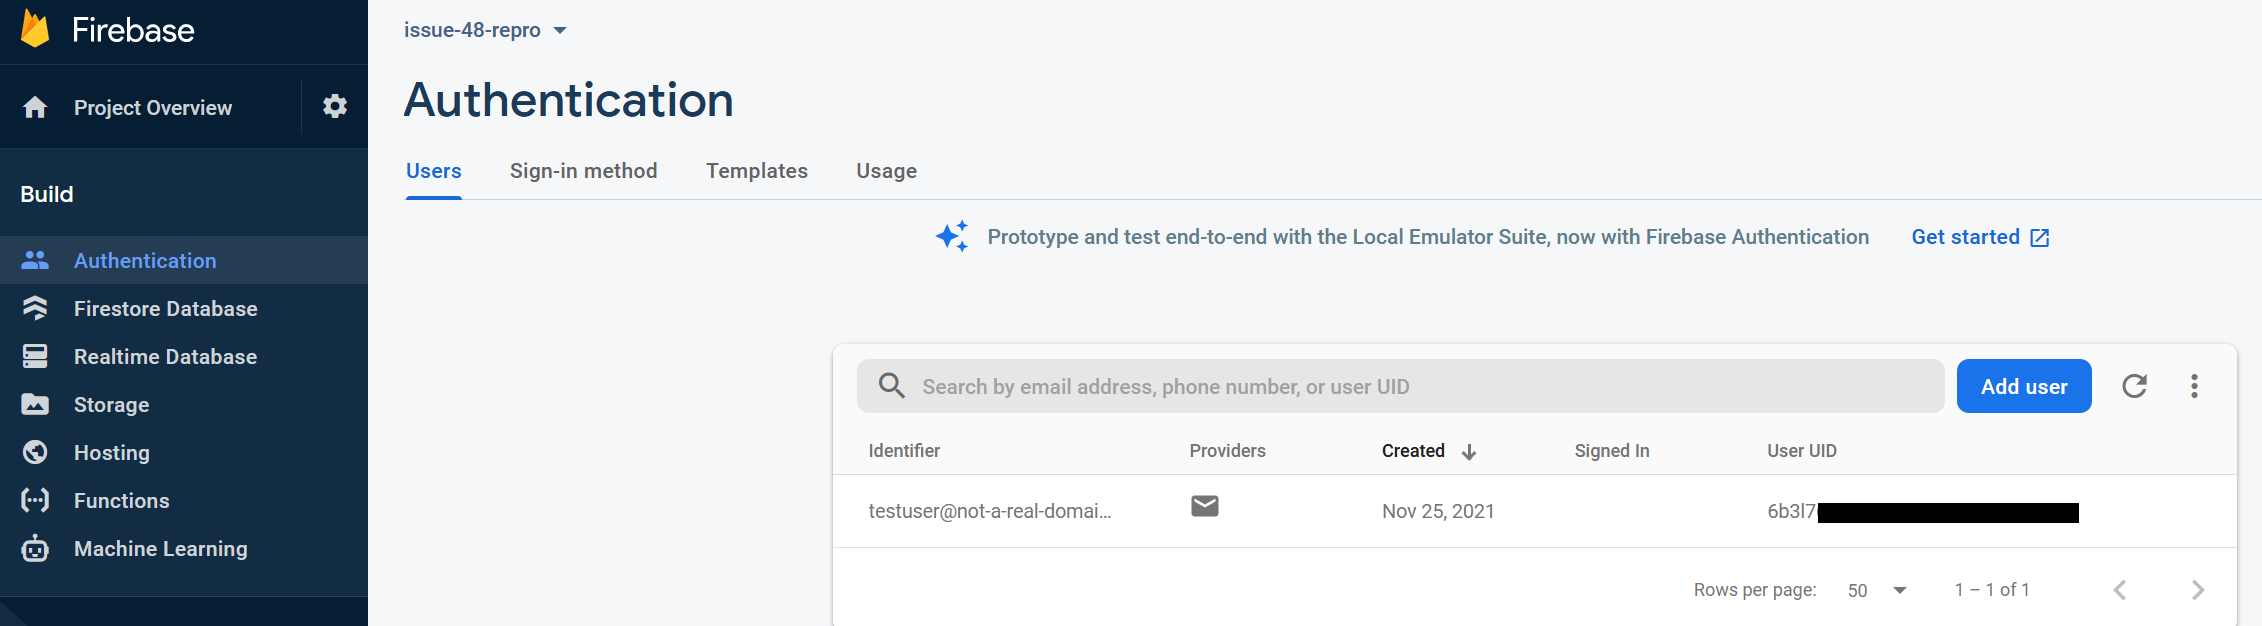 Firebase
Project Overview
Build
Authentication
Firestore Database
Realtime Database
Storage
Hosting
Functions
Machine Learning
issue-48-repro
Authentication
Users Sign-in method Templates Usage
Prototype and test end-to-end with the Local Emulator Suite, now with Firebase Authentication Get started
Search by email address, phone number, or user UID Add user
Identifier Providers Created Signed In User UID
testuser@not-a-real-domai... Nov 25, 2021 6b3l7
Rows per page: 50 1 – 1 of 1